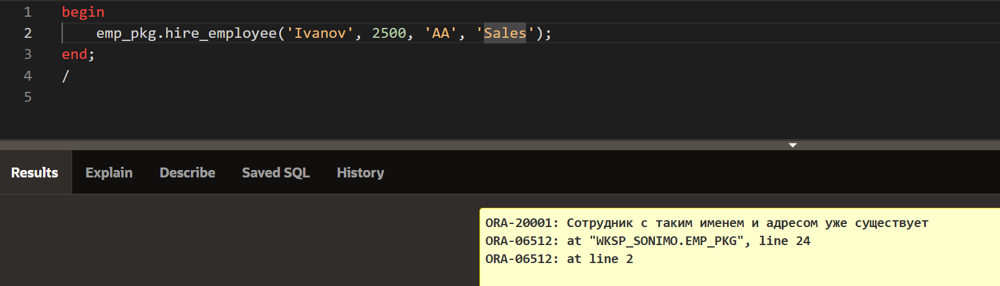 1 begin
2 emp_pkg.hire_employee('Ivanov', 2500, 'AA', 'Sales');
3 end;
4 /
5
Results Explain Describe Saved SQL History
ORA-20001: Сотрудник с таким именем и адресом уже существует
ORA-06512: at "WKSP_SONIMO.EMP_PKG", line 24
ORA-06512: at line 2